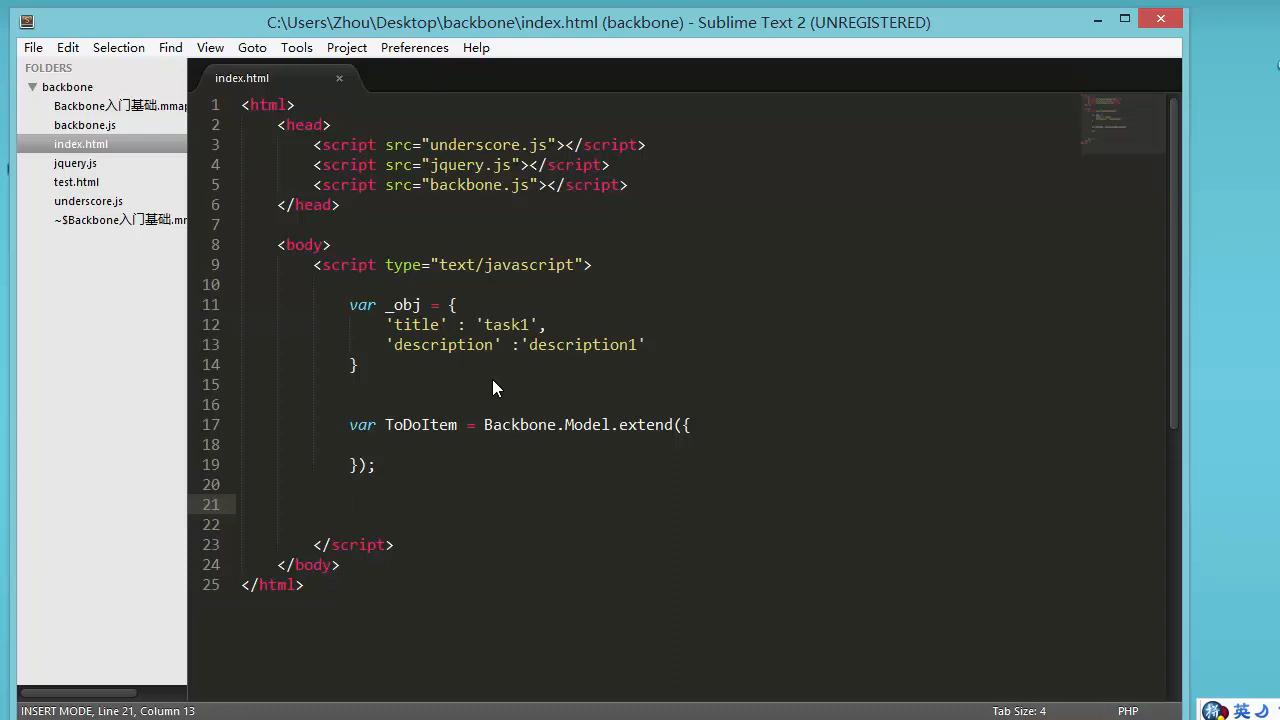 C:\Users\Zhou\Desktop\backbone\index.html (backbone) - Sublime Text 2 (UNREGISTERED)
File Edit Selection Find View Goto Tools Project Preferences Help
FOLDERS
backbone
Backbone入门基础.mmap
backbone.js
index.html
jquery.js
test.html
underscore.js
~$Backbone入门基础.mm
index.html
1 <html>
2 <head>
3 <script src="underscore.js"></script>
4 <script src="jquery.js"></script>
5 <script src="backbone.js"></script>
6 </head>
7
8 <body>
9 <script type="text/javascript">
10
11 var _obj = {
12 'title' : 'task1',
13 'description' :'description1'
14 }
15
16
17 var ToDoItem = Backbone.Model.extend({
18
19 });
20
21
22
23 </script>
24 </body>
25 </html>
INSERT MODE, Line 21, Column 13
Tab Size: 4
PHP
拼 英